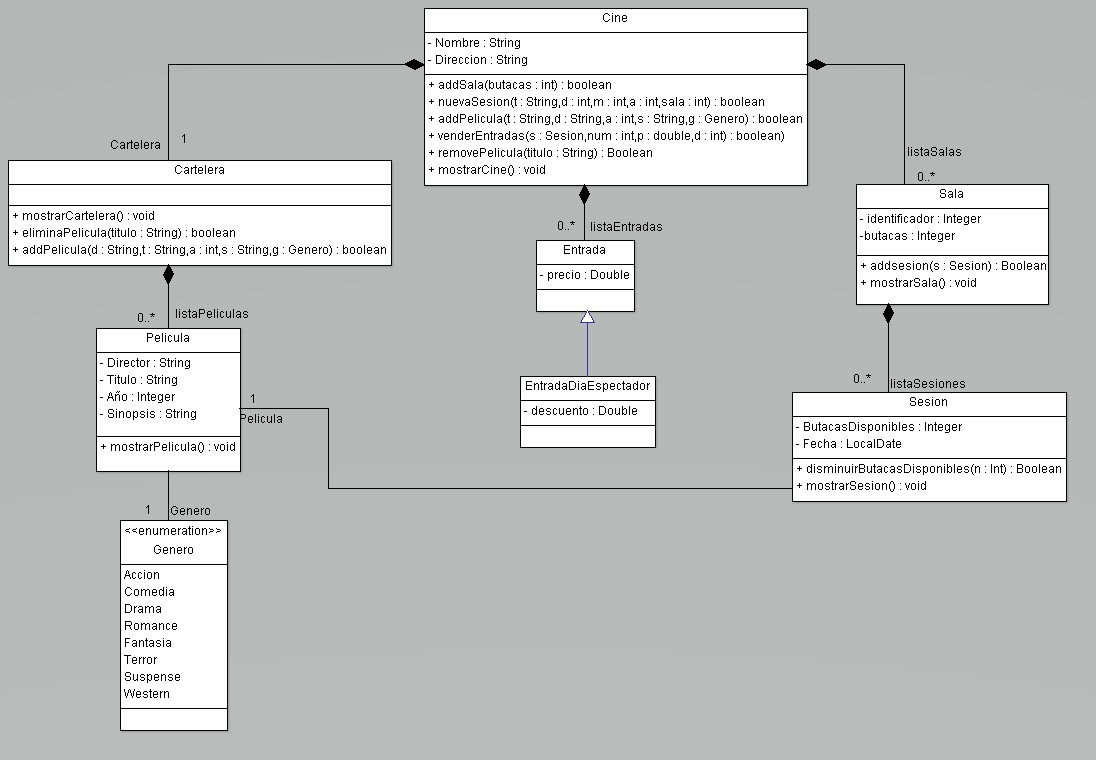 Cine
- Nombre : String
- Direccion : String
+ addSala(butacas : int) : boolean
+ nuevaSesion(t : String,d : int,m : int,a : int,sala : int) : boolean
+ addPelicula(t : String,d : String,a : int,s : String,g : Genero) : boolean
+ venderEntradas(s : Sesion,num : int,p : double,d : int) : boolean)
+ removePelicula(titulo : String) : Boolean
+ mostrarCine() : void
Cartelera
1
Cartelera
+ mostrarCartelera() : void
+ eliminaPelicula(titulo : String) : boolean
+ addPelicula(d : String,t : String,a : int,s : String,g : Genero) : boolean
listaSalas
0..*
Sala
- identificador : Integer
-butacas : Integer
+ addsesion(s : Sesion) : Boolean
+ mostrarSala() : void
0..*
listaEntradas
Entrada
- precio : Double
EntradaDiaEspectador
- descuento : Double
0..*
listaPeliculas
Pelicula
- Director : String
- Titulo : String
- Año : Integer
- Sinopsis : String
+ mostrarPelicula() : void
1
Pelicula
0..*
listaSesiones
Sesion
- ButacasDisponibles : Integer
- Fecha : LocalDate
+ disminuirButacasDisponibles(n : Int) : Boolean
+ mostrarSesion() : void
1
Genero
<<enumeration>>
Genero
Accion
Comedia
Drama
Romance
Fantasia
Terror
Suspense
Western